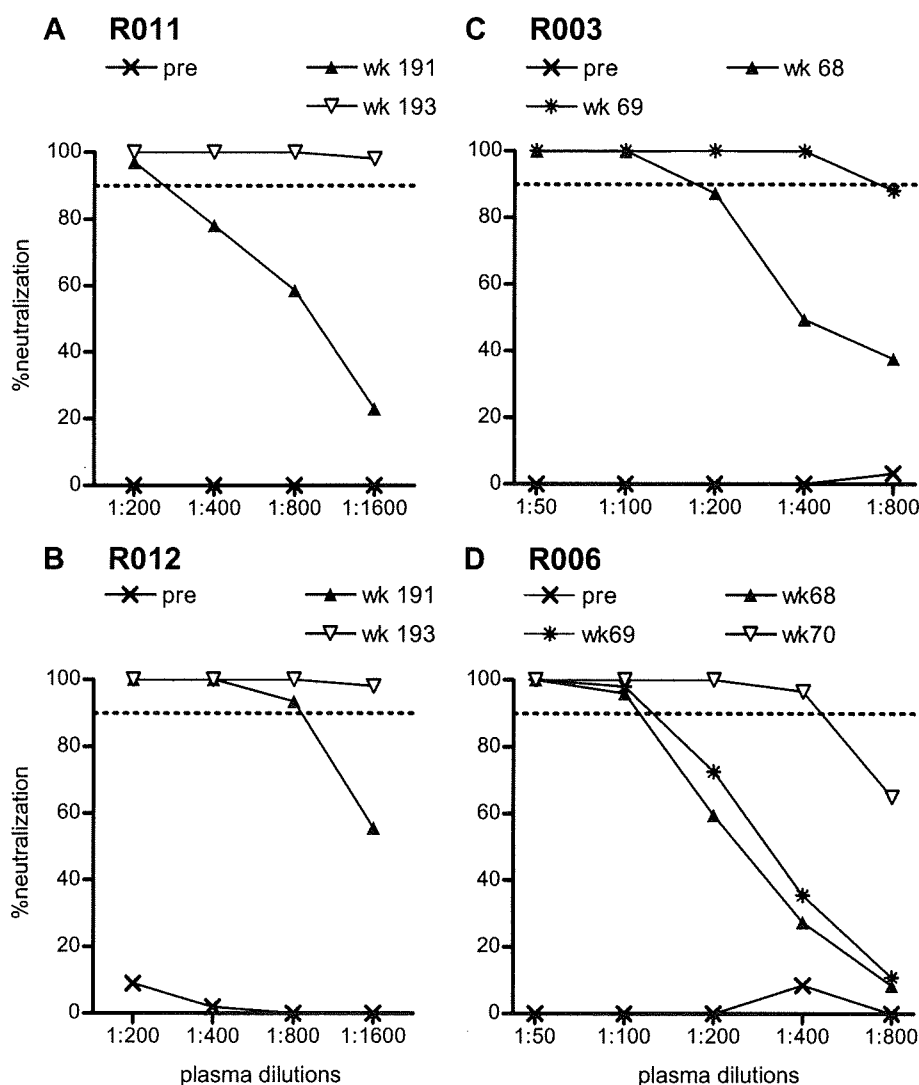 A R011
pre
wk 191
wk 193
%neutralization
100
80
60
40
20
0
1:200
1:400
1:800
1:1600
C R003
pre
wk 68
wk 69
100
80
60
40
20
0
1:50
1:100
1:200
1:400
1:800
B R012
pre
wk 191
wk 193
%neutralization
100
80
60
40
20
0
1:200
1:400
1:800
1:1600
plasma dilutions
D R006
pre
wk68
wk69
wk70
100
80
60
40
20
0
1:50
1:100
1:200
1:400
1:800
plasma dilutions